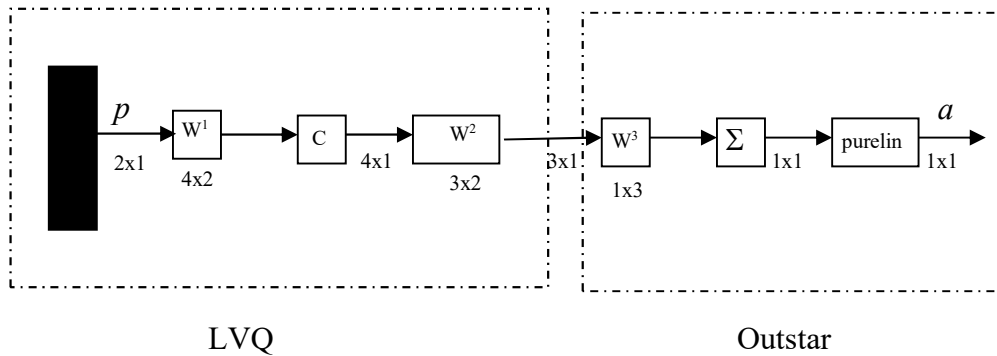 p
a
W¹
C
W²
W³
Σ
purelin
2x1
4x1
3x1
1x1
1x1
4x2
3x2
1x3
LVQ
Outstar